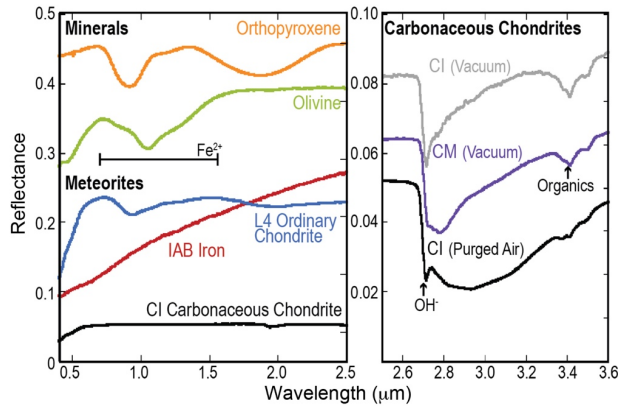 Minerals
Orthopyroxene
Olivine
Fe²⁺
Meteorites
L4 Ordinary
Chondrite
IAB Iron
CI Carbonaceous Chondrite
Reflectance
0.5
0.4
0.3
0.2
0.1
0
0.5
1.0
1.5
2.0
2.5
Carbonaceous Chondrites
CI (Vacuum)
CM (Vacuum)
Organics
CI (Purged Air)
OH⁻
0.10
0.08
0.06
0.04
0.02
2.5
2.8
3.0
3.2
3.4
3.6
Wavelength (μm)